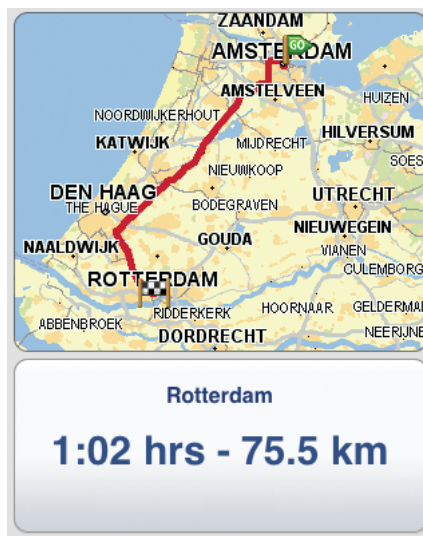 ZAANDAM
GO
AMSTERDAM
AMSTELVEEN
HUIZEN
NOORDWIJKERHOUT
HILVERSUM
KATWIJK
MIJDRECHT
SOES
NIEUWKOOP
DEN HAAG
THE HAGUE
BODEGRAVEN
UTRECHT
NIEUWEGEIN
NAALDWIJK
GOUDA
VIANEN
CULEMBORG
ROTTERDAM
HOORNAAR
GELDERMA
RIDDERKERK
ABBENBROEK
NEERIJNE
DORDRECHT
Rotterdam
1:02 hrs - 75.5 km